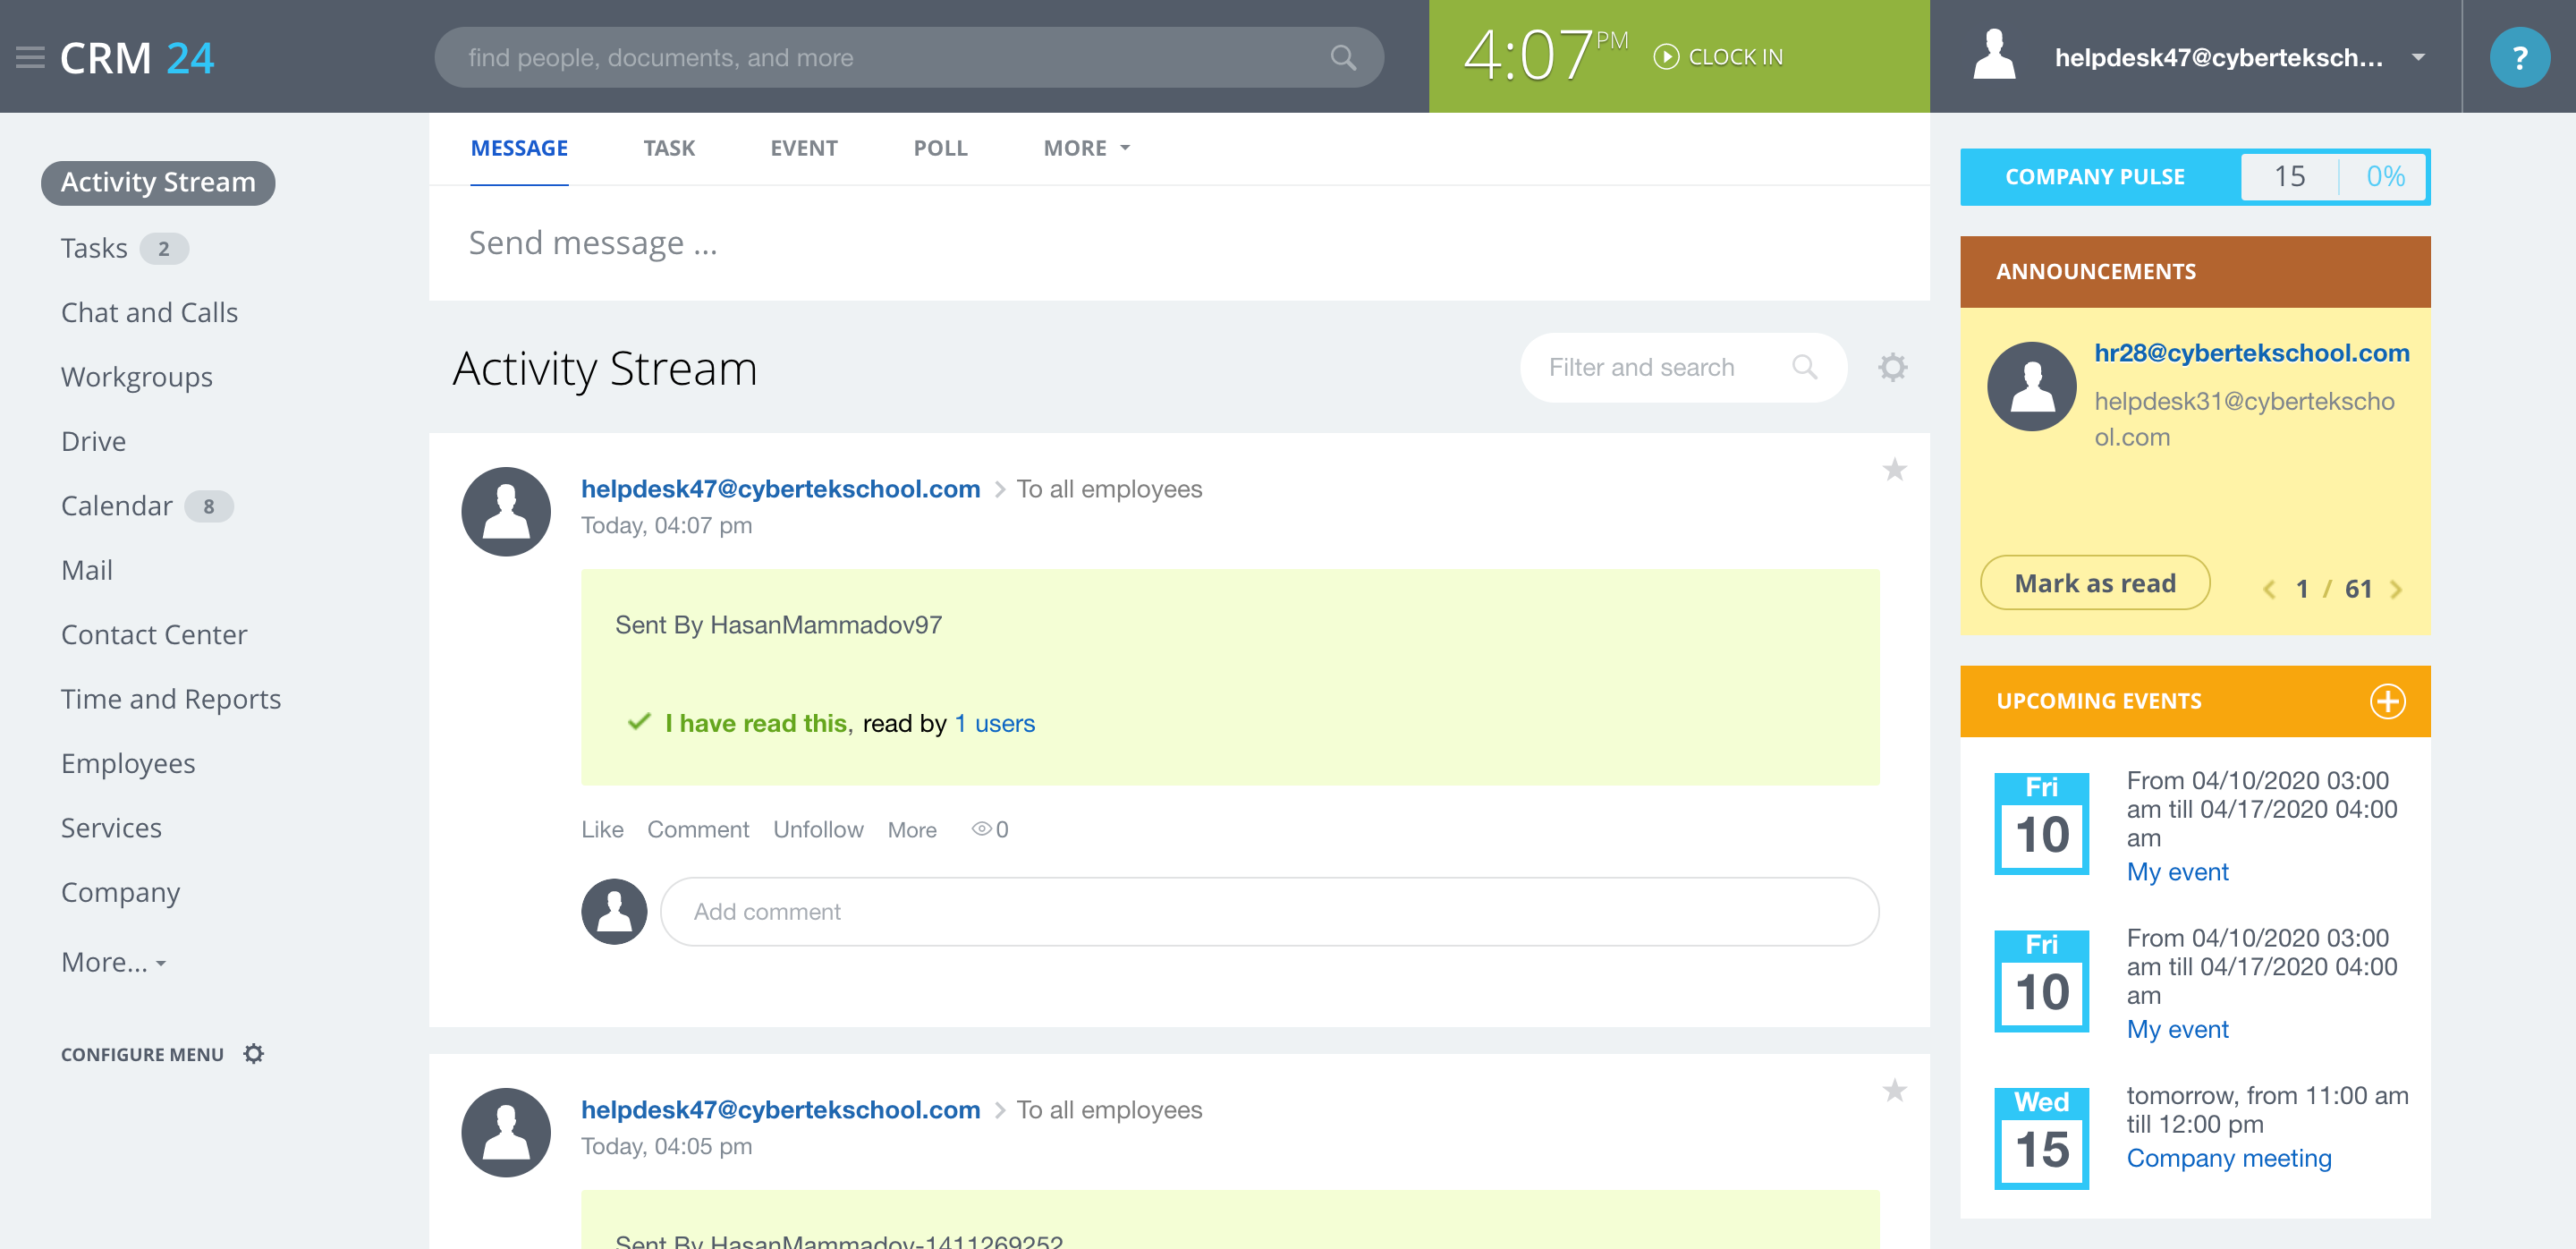 CRM 24
find people, documents, and more
4:07 PM
CLOCK IN
helpdesk47@cyberteksch...
?
Activity Stream
Tasks 2
Chat and Calls
Workgroups
Drive
Calendar 8
Mail
Contact Center
Time and Reports
Employees
Services
Company
More...
CONFIGURE MENU
MESSAGE TASK EVENT POLL MORE
Send message ...
Activity Stream
Filter and search
helpdesk47@cybertekschool.com > To all employees
Today, 04:07 pm
Sent By HasanMammadov97
I have read this, read by 1 users
Like Comment Unfollow More 0
Add comment
helpdesk47@cybertekschool.com > To all employees
Today, 04:05 pm
Sent By HasanMammadov-1411269252
COMPANY PULSE 15 0%
ANNOUNCEMENTS
hr28@cybertekschool.com
helpdesk31@cybertekscho
ol.com
Mark as read
1 / 61
UPCOMING EVENTS
Fri
10
From 04/10/2020 03:00
am till 04/17/2020 04:00
am
My event
Fri
10
From 04/10/2020 03:00
am till 04/17/2020 04:00
am
My event
Wed
15
tomorrow, from 11:00 am
till 12:00 pm
Company meeting